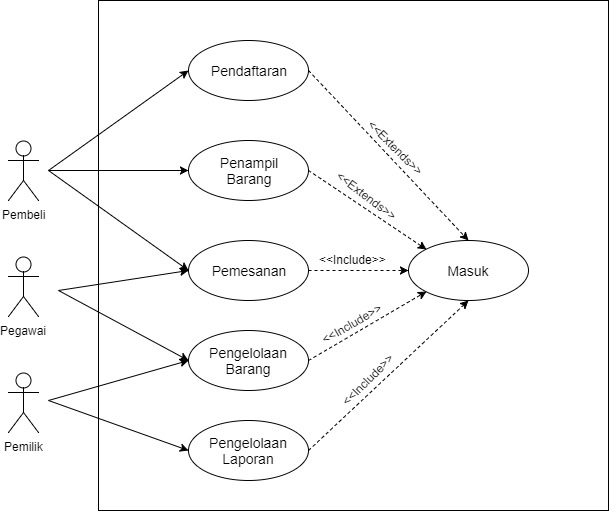 Pendaftaran
<<Extends>>
Penampil
Barang
<<Extends>>
Pembeli
Pemesanan
<<Include>>
Masuk
Pegawai
Pengelolaan
Barang
<<Include>>
Pemilik
Pengelolaan
Laporan
<<Include>>